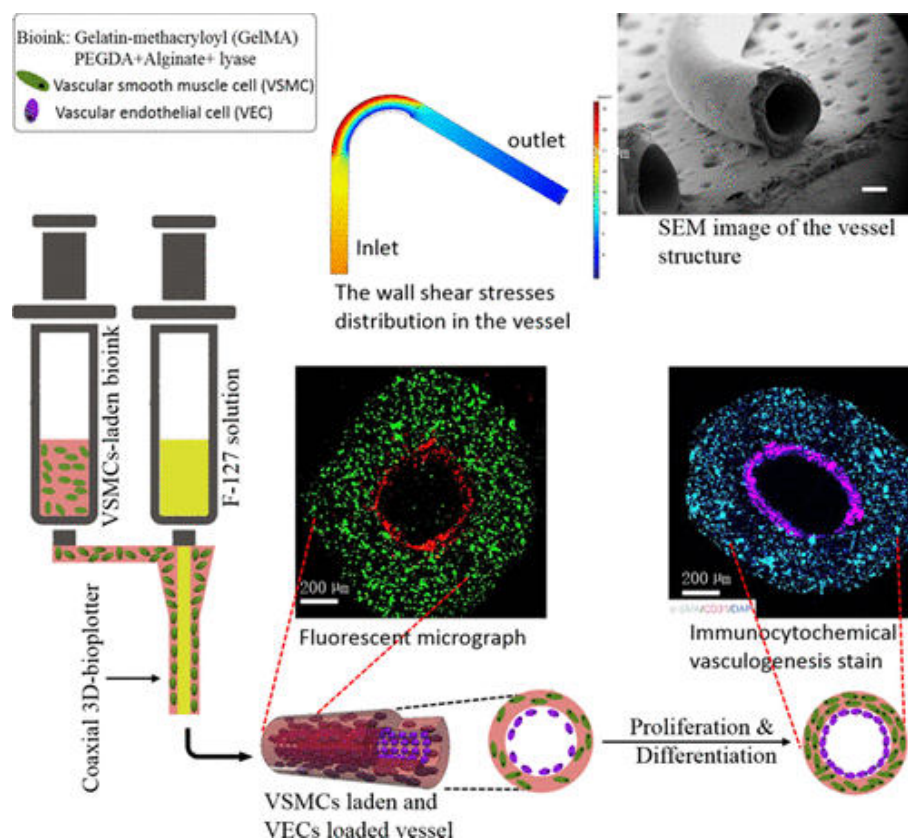 Bioink: Gelatin-methacryloyl (GelMA)
PEGDA+Alginate+ lyase
Vascular smooth muscle cell (VSMC)
Vascular endothelial cell (VEC)
outlet
Inlet
The wall shear stresses
distribution in the vessel
SEM image of the vessel
structure
VSMCs-laden bioink
F-127 solution
200 μm
Fluorescent micrograph
200 μm
CD31/DAPI
Immunocytochemical
vasculogenesis stain
Coaxial 3D-bioplotter
VSMCs laden and
VECs loaded vessel
Proliferation &
Differentiation